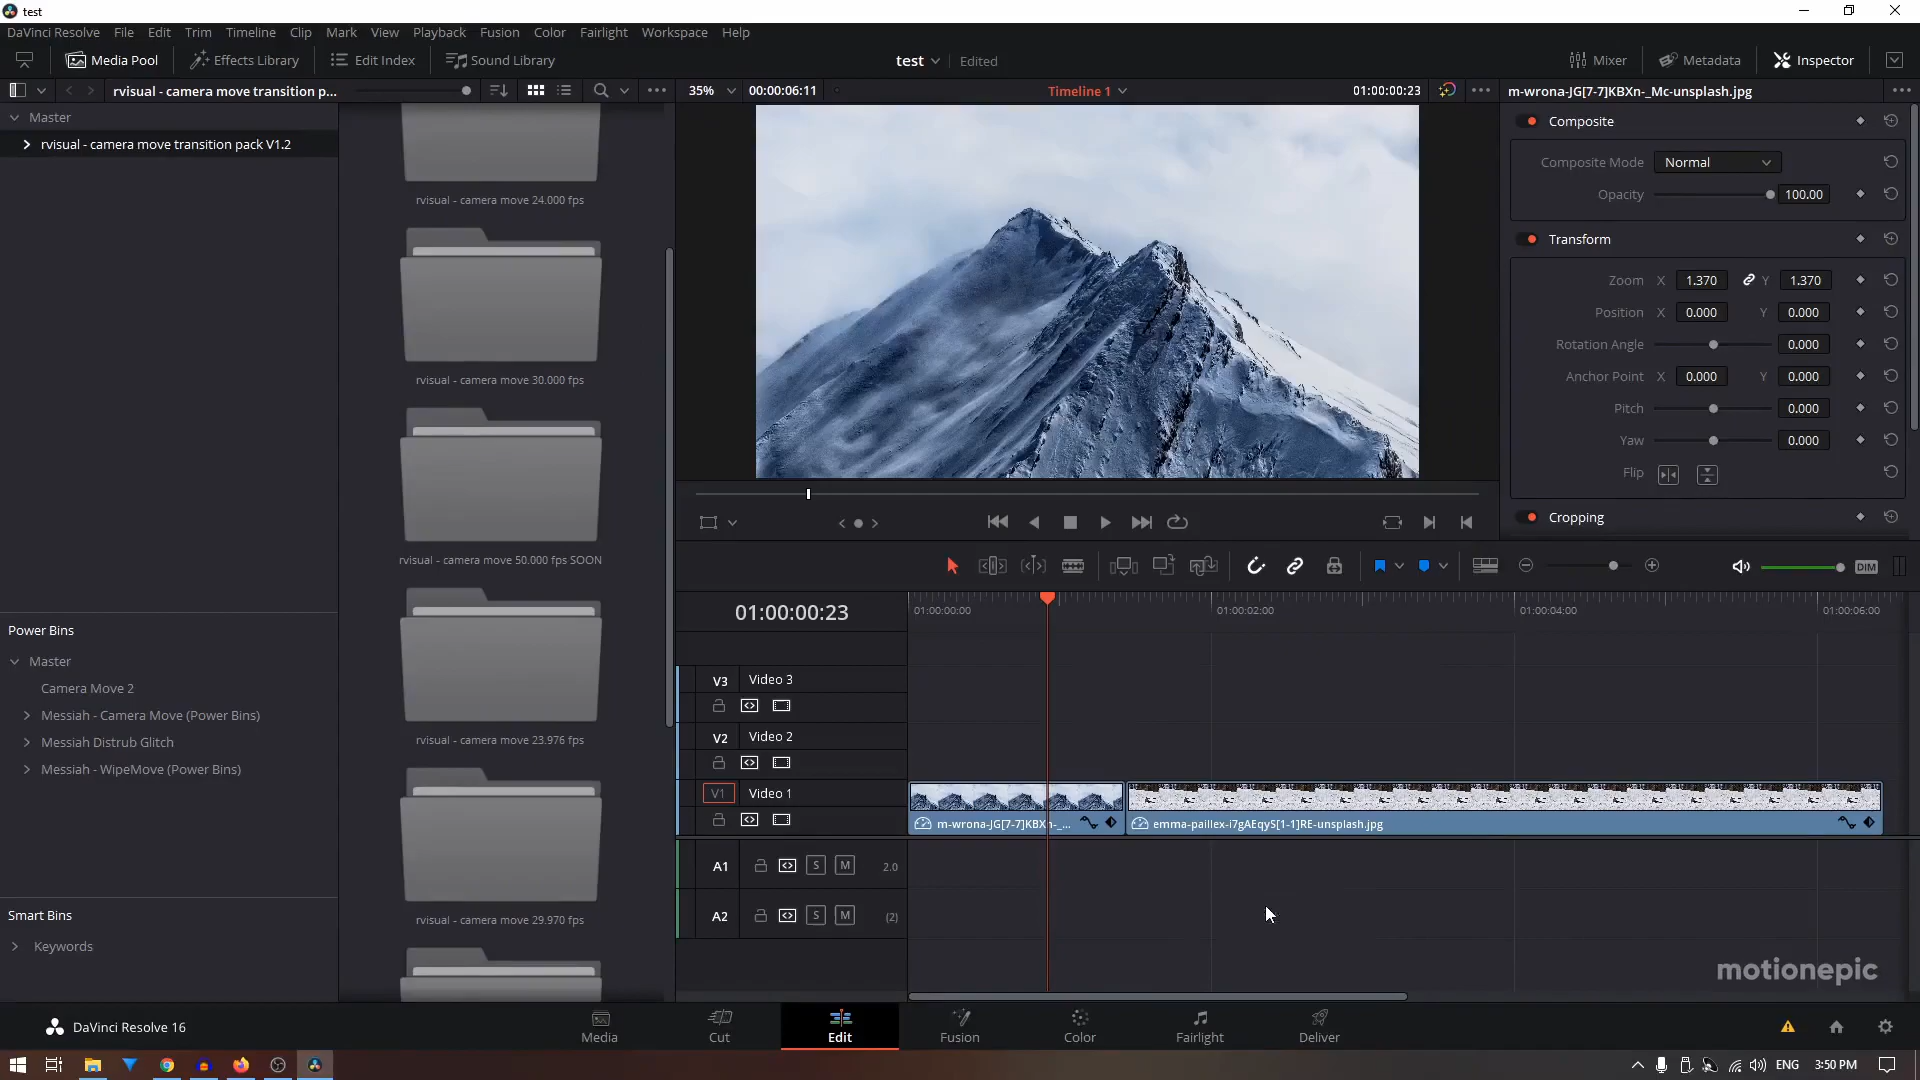 test
DaVinci Resolve File Edit Trim Timeline Clip Mark View Playback Fusion Color Fairlight Workspace Help
Media Pool Effects Library Edit Index Sound Library test Edited Mixer Metadata Inspector
rvisual - camera move transition p... 35% 00:00:06:11 Timeline 1 01:00:00:23 m-wrona-JG[7-7]KBXn-_Mc-unsplash.jpg
Master
rvisual - camera move transition pack V1.2
rvisual - camera move 24.000 fps
rvisual - camera move 30.000 fps
rvisual - camera move 50.000 fps SOON
rvisual - camera move 23.976 fps
rvisual - camera move 29.970 fps
Power Bins
Master
Camera Move 2
Messiah - Camera Move (Power Bins)
Messiah Distrub Glitch
Messiah - WipeMove (Power Bins)
Smart Bins
Keywords
Composite
Composite Mode Normal
Opacity 100.00
Transform
Zoom X 1.370 Y 1.370
Position X 0.000 Y 0.000
Rotation Angle 0.000
Anchor Point X 0.000 Y 0.000
Pitch 0.000
Yaw 0.000
Flip
Cropping
DIM
01:00:00:23 01:00:00:00 01:00:02:00 01:00:04:00 01:00:06:00
V3 Video 3
V2 Video 2
V1 Video 1
m-wrona-JG[7-7]KBXn-_... emma-paillex-i7gAEqyS[1-1]RE-unsplash.jpg
A1 S M 2.0
A2 S M (2)
motionepic
DaVinci Resolve 16 Media Cut Edit Fusion Color Fairlight Deliver
ENG 3:50 PM